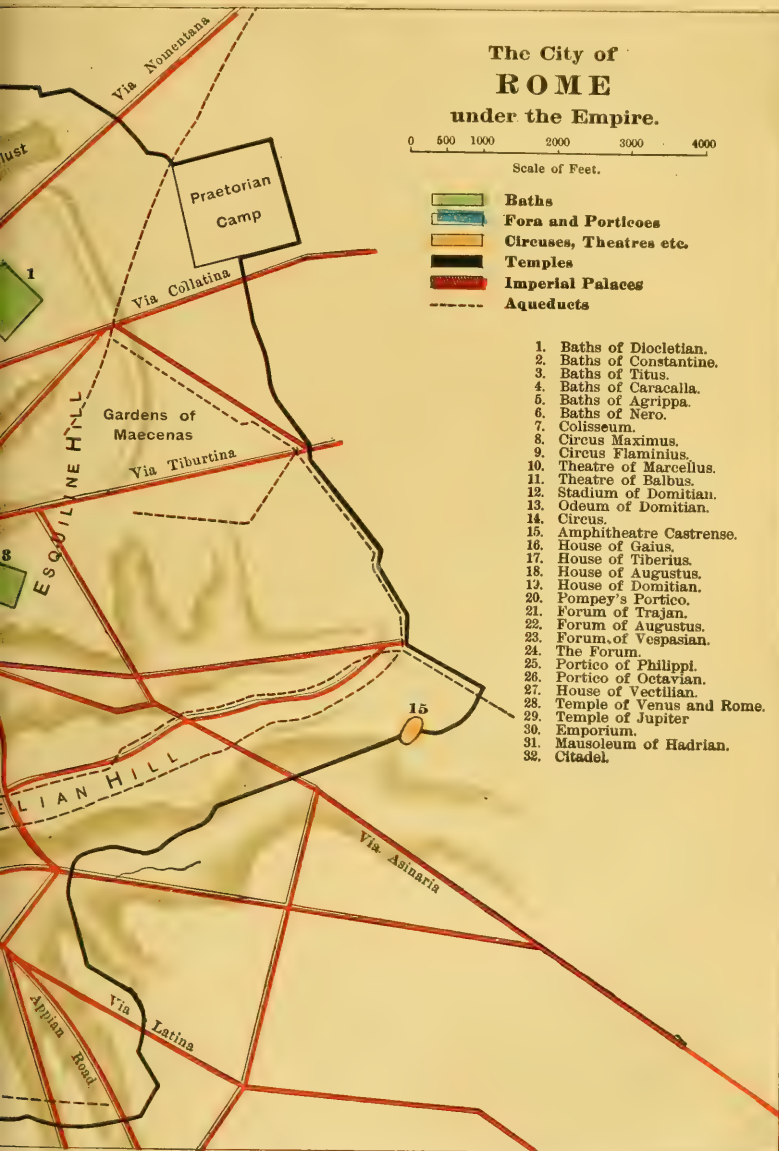 The City of
ROME
under the Empire.
0 500 1000 2000 3000 4000
Scale of Feet.
Baths
Fora and Porticoes
Circuses, Theatres etc.
Temples
Imperial Palaces
Aqueducts
1. Baths of Diocletian.
2. Baths of Constantine.
3. Baths of Titus.
4. Baths of Caracalla.
5. Baths of Agrippa.
6. Baths of Nero.
7. Colisseum.
8. Circus Maximus.
9. Circus Flaminius.
10. Theatre of Marcellus.
11. Theatre of Balbus.
12. Stadium of Domitian.
13. Odeum of Domitian.
14. Circus.
15. Amphitheatre Castrense.
16. House of Gaius.
17. House of Tiberius.
18. House of Augustus.
19. House of Domitian.
20. Pompey's Portico.
21. Forum of Trajan.
22. Forum of Augustus.
23. Forum of Vespasian.
24. The Forum.
25. Portico of Philippi.
26. Portico of Octavian.
27. House of Vectilian.
28. Temple of Venus and Rome.
29. Temple of Jupiter
30. Emporium.
31. Mausoleum of Hadrian.
32. Citadel.
Via Nomentana
lust
Praetorian
Camp
1
Via Collatina
Gardens of
Maecenas
ESQUILINE HILL
Via Tiburtina
8
15
ELIAN HILL
Via Asinaria
Via Latina
Appian Road